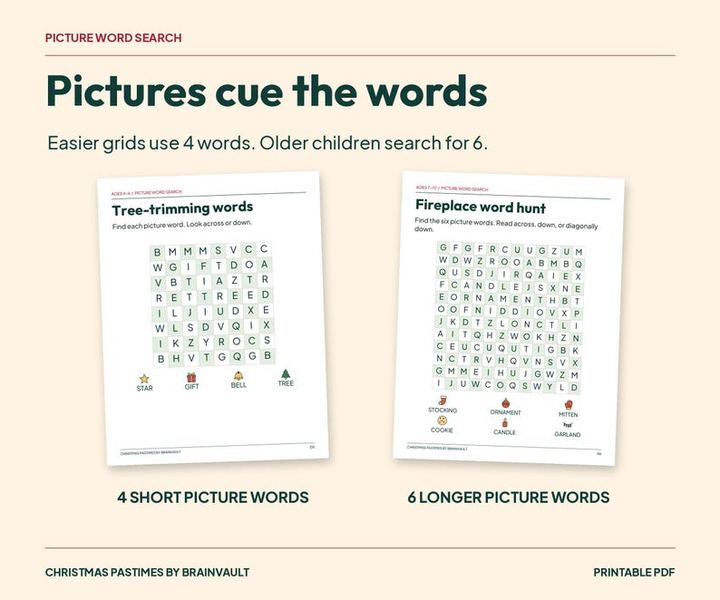 PICTURE WORD SEARCH
Pictures cue the words
Easier grids use 4 words. Older children search for 6.
AGES 4–6 / PICTURE WORD SEARCH
Tree-trimming words
Find each picture word. Look across or down.
B M M M S V C C
W G I F T D O A
V B T I A Z T R
R E T T R E E D
I L J I U D X E
W L S D V Q I X
I K Z Y R O C S
B H V T G Q G B
STAR
GIFT
BELL
TREE
CHRISTMAS PASTIMES BY BRAINVAULT
AGES 7–10 / PICTURE WORD SEARCH
Fireplace word hunt
Find the six picture words. Read across, down, or diagonally
down.
G F G F R C U U G Z U M
W D W Z R O O A B M B Q
Q U S D J I R Q A I E X
F C A N D L E J S X N E
E O R N A M E N T H B T
O O F N I D D I O V X P
J K D T Z L O N C T L I
A I T Q H Z W O K H Z N
C E U C U Q U T I G B K
N C T R V H Q V N S V X
G M M E I H U J G W Z M
I J U W C O Q S W Y L D
STOCKING
ORNAMENT
MITTEN
COOKIE
CANDLE
GARLAND
CHRISTMAS PASTIMES BY BRAINVAULT
4 SHORT PICTURE WORDS
6 LONGER PICTURE WORDS
CHRISTMAS PASTIMES BY BRAINVAULT
PRINTABLE PDF